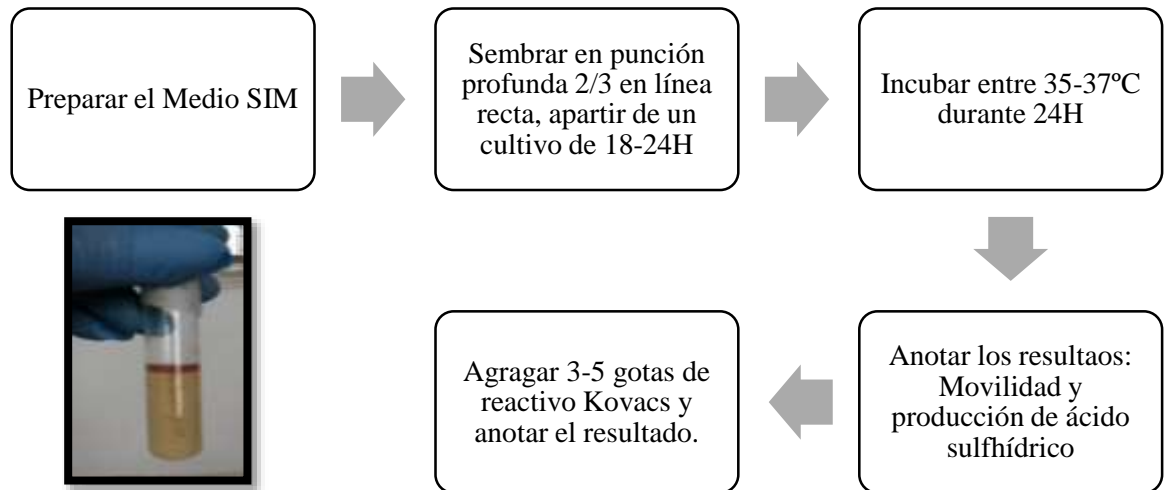 Preparar el Medio SIM
Sembrar en punción
profunda 2/3 en línea
recta, apartir de un
cultivo de 18-24H
Incubar entre 35-37ºC
durante 24H
Anotar los resultaos:
Movilidad y
producción de ácido
sulfhídrico
Agragar 3-5 gotas de
reactivo Kovacs y
anotar el resultado.